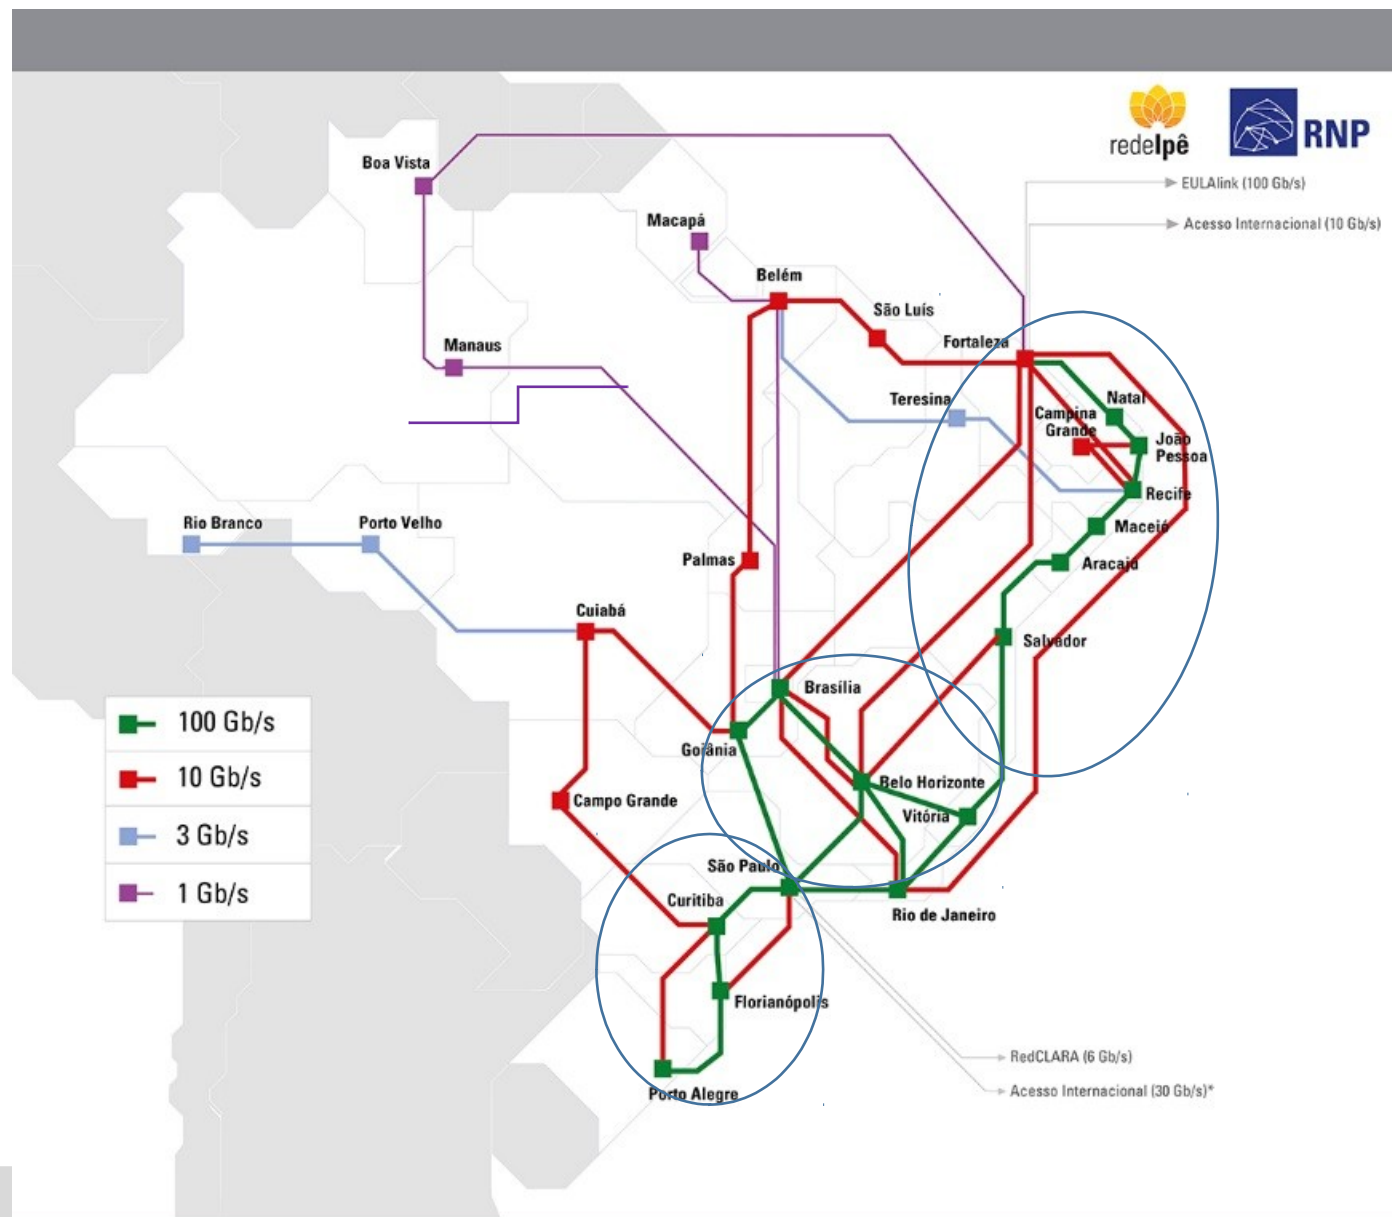 redeIpê
RNP
EULAlink (100 Gb/s)
Acesso Internacional (10 Gb/s)
Boa Vista
Macapá
Belém
São Luís
Fortaleza
Manaus
Teresina
Natal
Campina
Grande
João
Pessoa
Recife
Rio Branco
Porto Velho
Maceió
Palmas
Aracajú
Cuiabá
Salvador
Brasília
100 Gb/s
Goiânia
10 Gb/s
Belo Horizonte
Campo Grande
Vitória
3 Gb/s
São Paulo
1 Gb/s
Curitiba
Rio de Janeiro
Florianópolis
RedCLARA (6 Gb/s)
Porto Alegre
Acesso Internacional (30 Gb/s)*